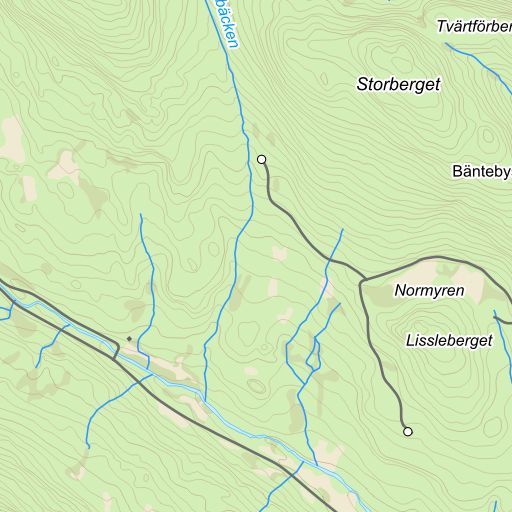 bäcken
Tvärtförber
Storberget
Bänteby
Normyren
Lissleberget